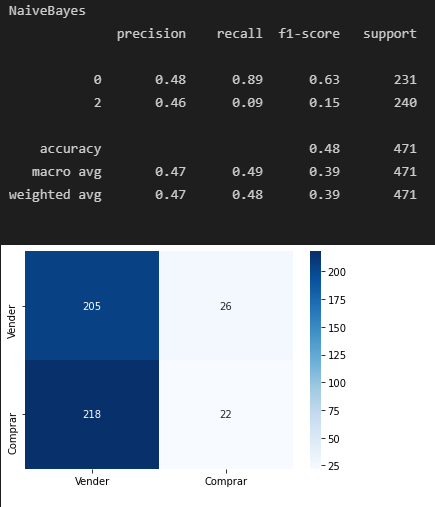 NaiveBayes
precision recall f1-score support
0 0.48 0.89 0.63 231
2 0.46 0.09 0.15 240
accuracy 0.48 471
macro avg 0.47 0.49 0.39 471
weighted avg 0.47 0.48 0.39 471
Vender 205 26
Comprar 218 22
Vender Comprar
200
175
150
125
100
75
50
25